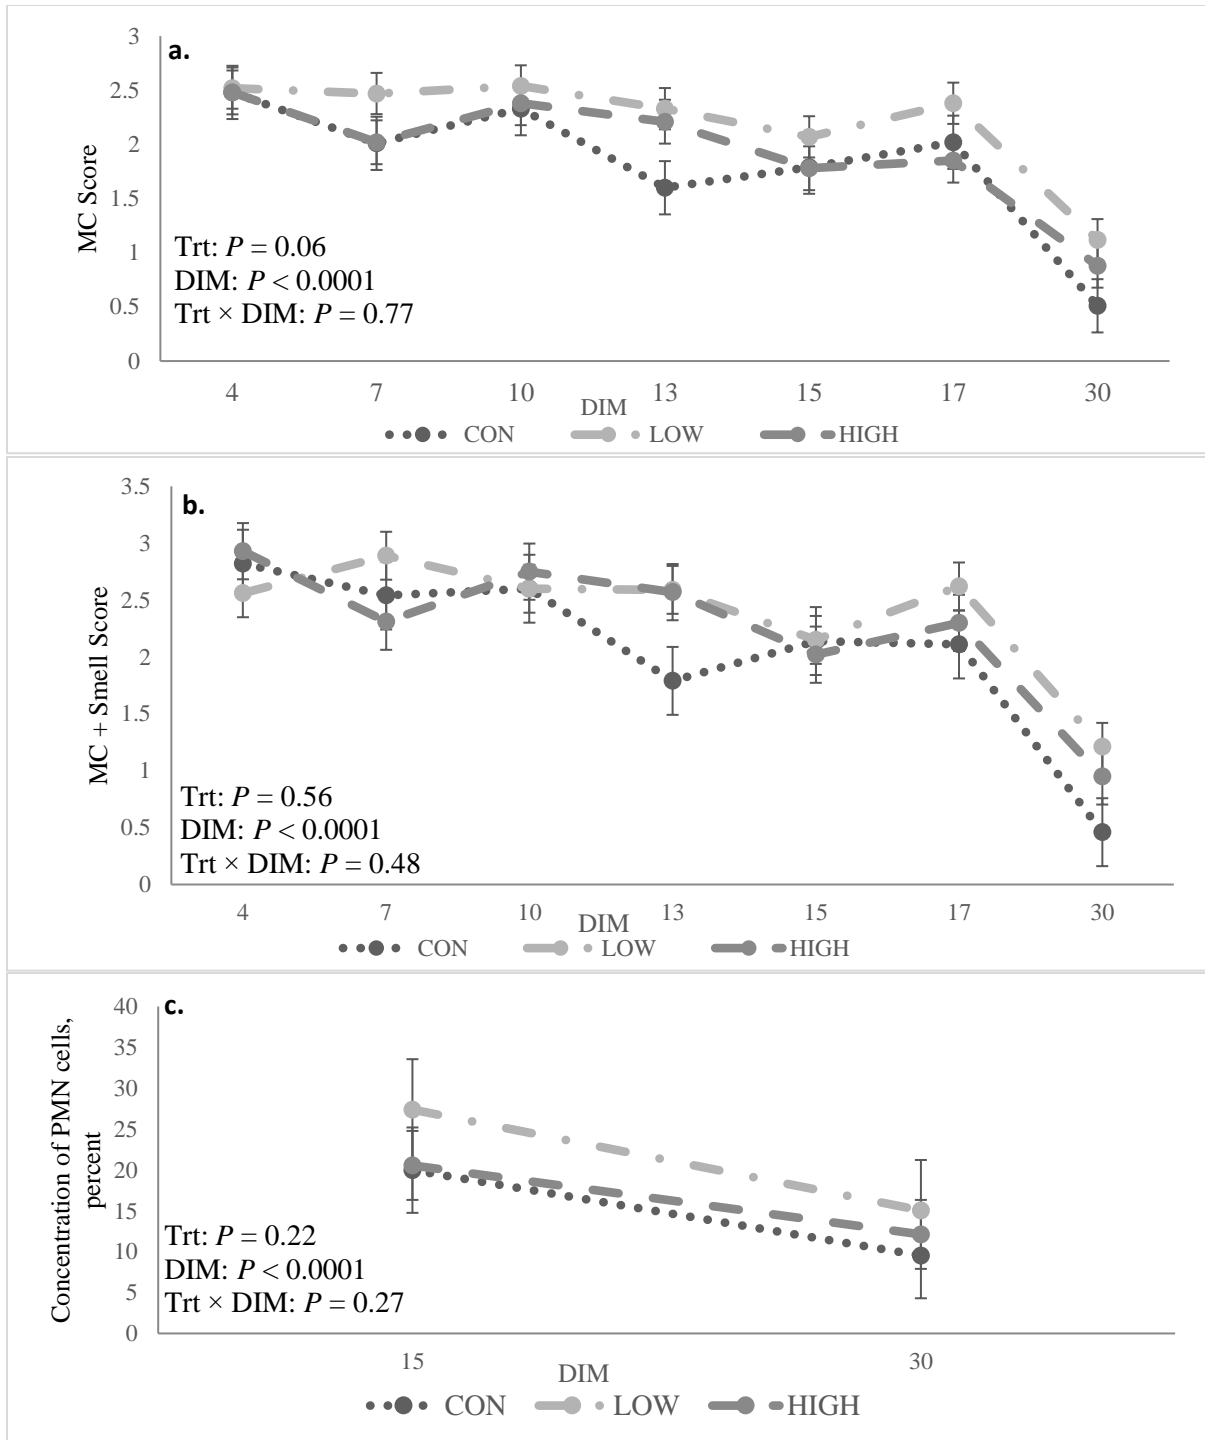 a.
MC Score
3
2.5
2
1.5
1
0.5
0
Trt: P = 0.06
DIM: P < 0.0001
Trt × DIM: P = 0.77
4 7 10 13 15 17 30
DIM
CON LOW HIGH
b.
MC + Smell Score
3.5
3
2.5
2
1.5
1
0.5
0
Trt: P = 0.56
DIM: P < 0.0001
Trt × DIM: P = 0.48
4 7 10 13 15 17 30
DIM
CON LOW HIGH
c.
Concentration of PMN cells,
percent
40
35
30
25
20
15
10
5
0
Trt: P = 0.22
DIM: P < 0.0001
Trt × DIM: P = 0.27
15 30
DIM
CON LOW HIGH